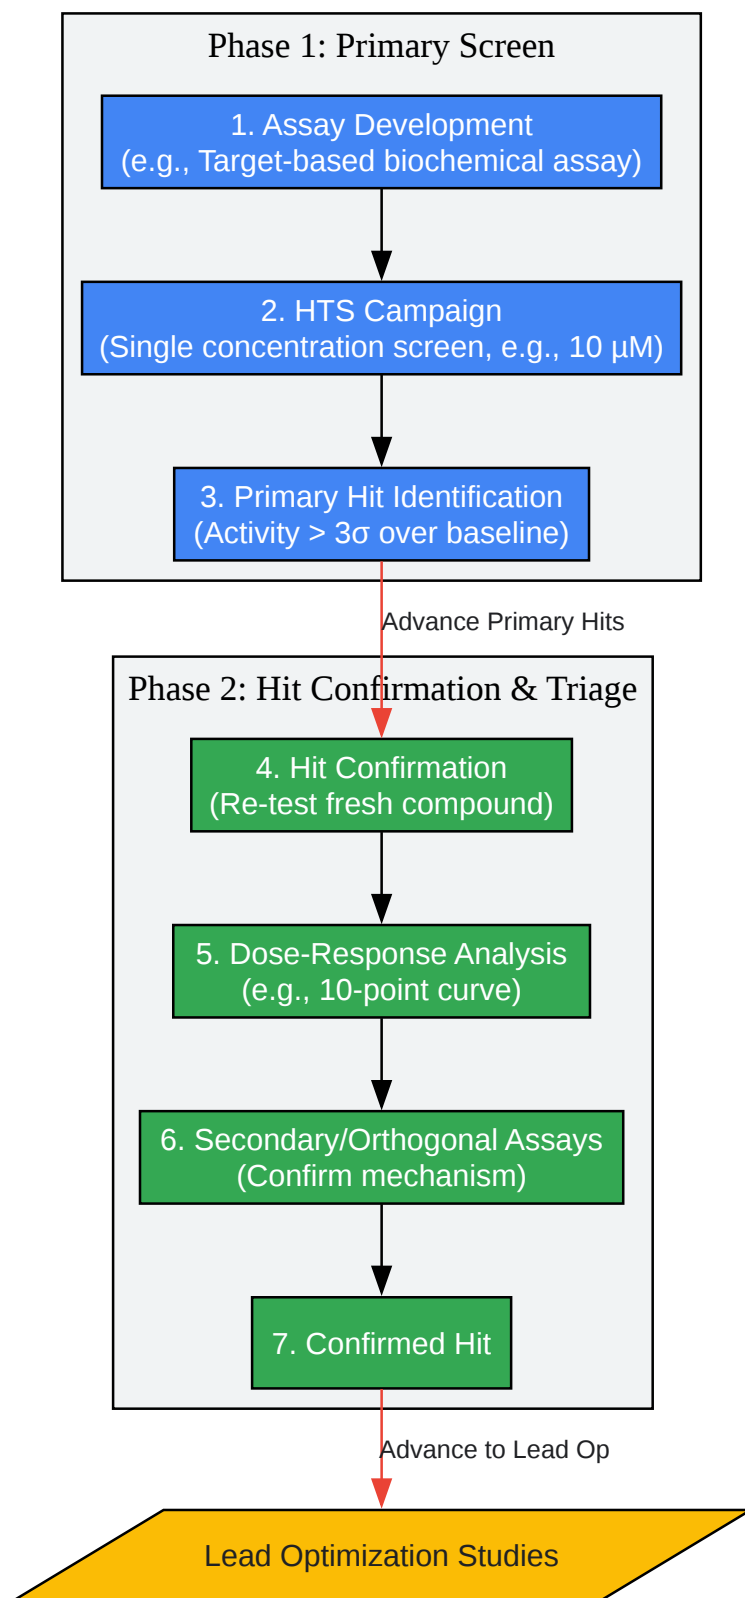 Phase 1: Primary Screen
1. Assay Development
(e.g., Target-based biochemical assay)
2. HTS Campaign
(Single concentration screen, e.g., 10 µM)
3. Primary Hit Identification
(Activity > 3σ over baseline)
Advance Primary Hits
Phase 2: Hit Confirmation & Triage
4. Hit Confirmation
(Re-test fresh compound)
5. Dose-Response Analysis
(e.g., 10-point curve)
6. Secondary/Orthogonal Assays
(Confirm mechanism)
7. Confirmed Hit
Advance to Lead Op
Lead Optimization Studies